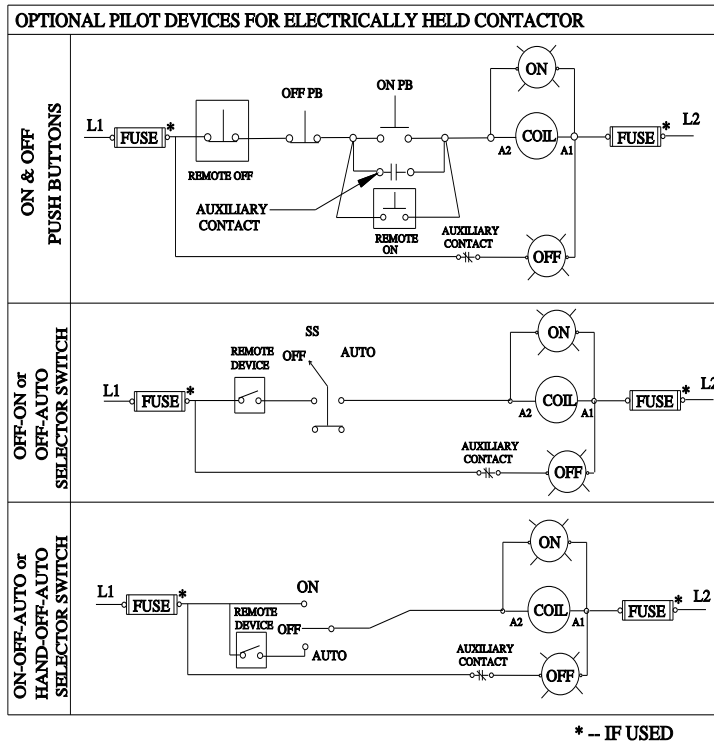 OPTIONAL PILOT DEVICES FOR ELECTRICALLY HELD CONTACTOR
ON & OFF
PUSH BUTTONS
L1
FUSE
*
REMOTE OFF
OFF PB
ON PB
AUXILIARY
CONTACT
REMOTE
ON
AUXILIARY
CONTACT
ON
COIL
A2
A1
OFF
FUSE
*
L2
OFF-ON or
OFF-AUTO
SELECTOR SWITCH
L1
FUSE
*
REMOTE
DEVICE
SS
OFF
AUTO
AUXILIARY
CONTACT
ON
COIL
A2
A1
OFF
FUSE
*
L2
ON-OFF-AUTO or
HAND-OFF-AUTO
SELECTOR SWITCH
L1
FUSE
*
REMOTE
DEVICE
ON
OFF
AUTO
AUXILIARY
CONTACT
ON
COIL
A2
A1
OFF
FUSE
*
L2
* -- IF USED